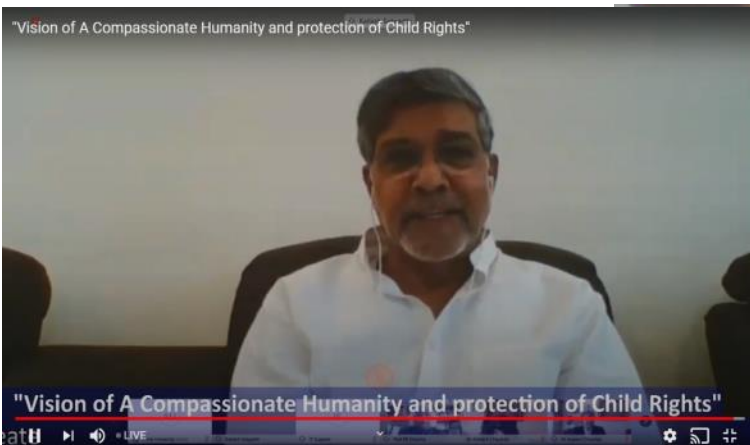 "Vision of A Compassionate Humanity and protection of Child Rights"
"Vision of A Compassionate Humanity and protection of Child Rights"
LIVE